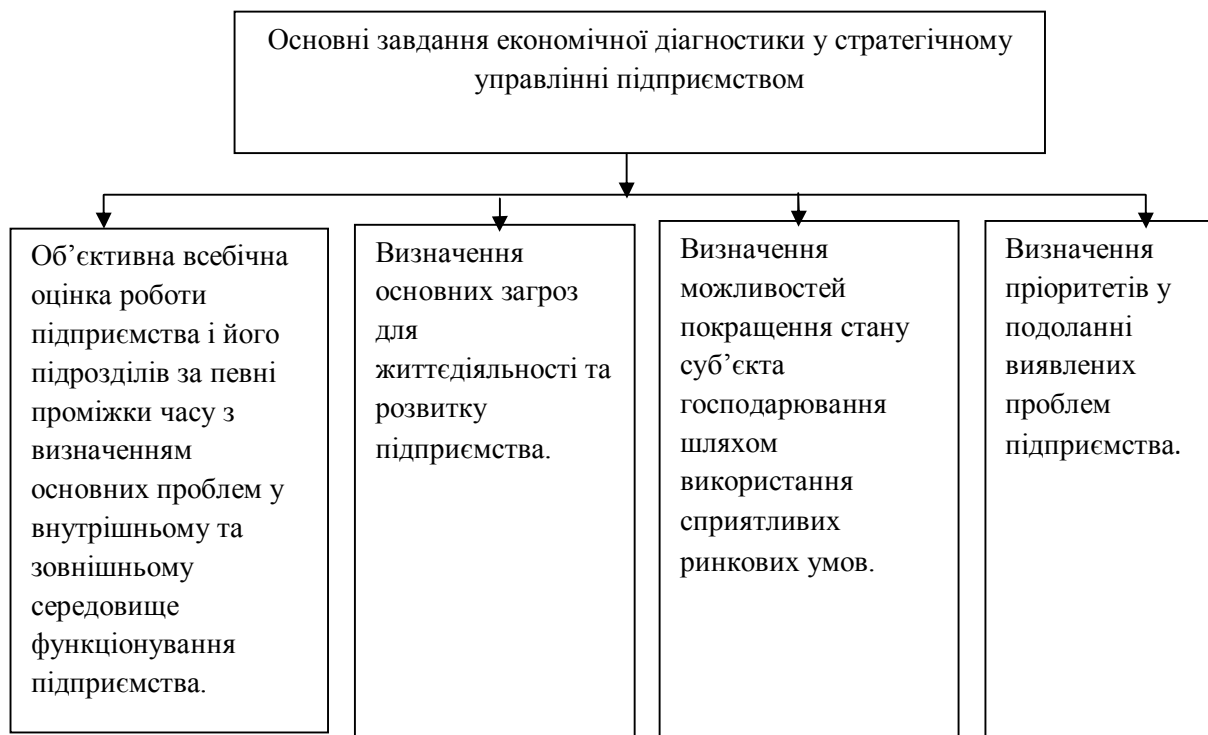 Основні завдання економічної діагностики у стратегічному
управлінні підприємством
Об’єктивна всебічна
оцінка роботи
підприємства і його
підрозділів за певні
проміжки часу з
визначенням
основних проблем у
внутрішньому та
зовнішньому
середовище
функціонування
підприємства.
Визначення
основних загроз
для
життєдіяльності та
розвитку
підприємства.
Визначення
можливостей
покращення стану
суб’єкта
господарювання
шляхом
використання
сприятливих
ринкових умов.
Визначення
пріоритетів у
подоланні
виявлених
проблем
підприємства.